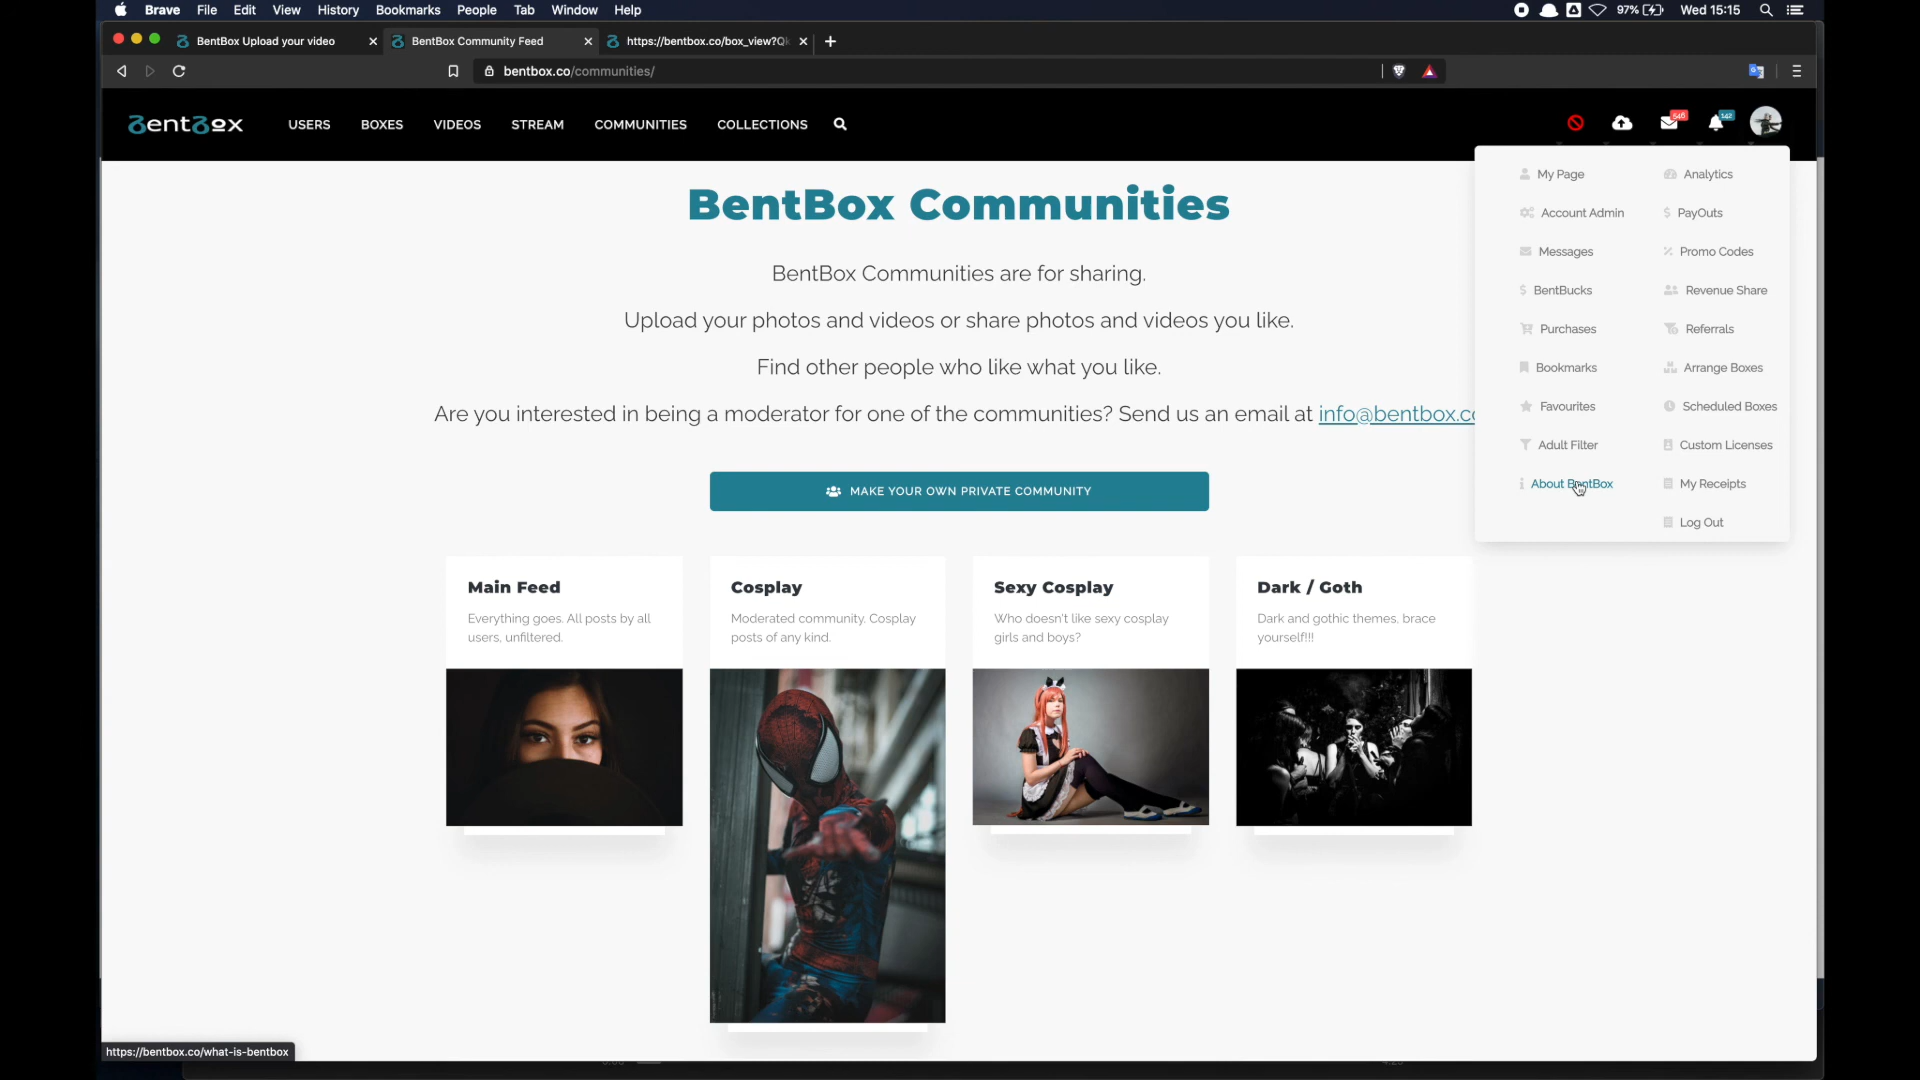 Brave File Edit View History Bookmarks People Tab Window Help 97% Wed 15:15
BentBox Upload your video BentBox Community Feed https://bentbox.co/box_view?Qk
bentbox.co/communities/
BentBox USERS BOXES VIDEOS STREAM COMMUNITIES COLLECTIONS 546 142
My Page Analytics
Account Admin PayOuts
Messages Promo Codes
BentBucks Revenue Share
Purchases Referrals
Bookmarks Arrange Boxes
Favourites Scheduled Boxes
Adult Filter Custom Licenses
About BentBox My Receipts
Log Out
BentBox Communities
BentBox Communities are for sharing.
Upload your photos and videos or share photos and videos you like.
Find other people who like what you like.
Are you interested in being a moderator for one of the communities? Send us an email at info@bentbox.co
MAKE YOUR OWN PRIVATE COMMUNITY
Main Feed
Everything goes. All posts by all
users, unfiltered.
Cosplay
Moderated community. Cosplay
posts of any kind.
Sexy Cosplay
Who doesn't like sexy cosplay
girls and boys?
Dark / Goth
Dark and gothic themes, brace
yourself!!!
https://bentbox.co/what-is-bentbox